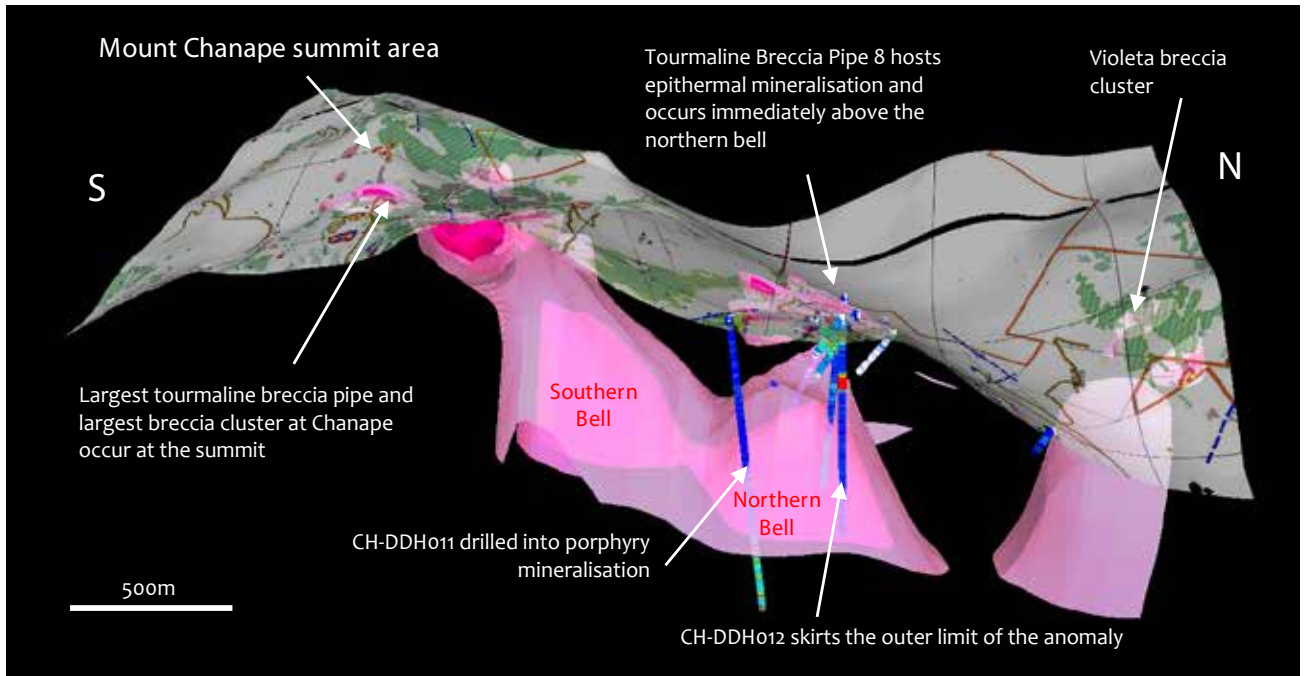 Mount Chanape summit area
Tourmaline Breccia Pipe 8 hosts
epithermal mineralisation and
occurs immediately above the
northern bell
Violeta breccia
cluster
S
N
Largest tourmaline breccia pipe and
largest breccia cluster at Chanape
occur at the summit
Southern
Bell
Northern
Bell
CH-DDH011 drilled into porphyry
mineralisation
500m
CH-DDH012 skirts the outer limit of the anomaly